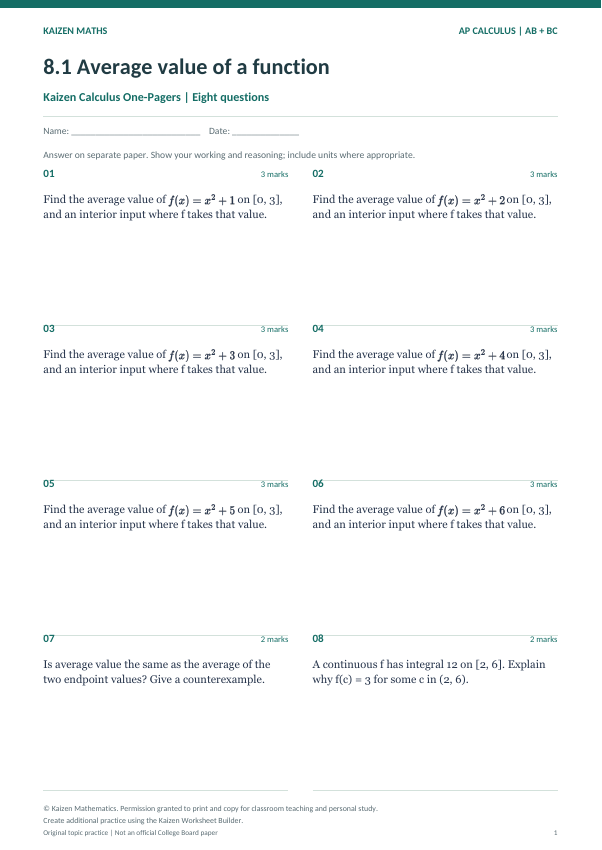 KAIZEN MATHS
AP CALCULUS | AB + BC
8.1 Average value of a function
Kaizen Calculus One-Pagers | Eight questions
Name: ___________________________ Date: ______________
Answer on separate paper. Show your working and reasoning; include units where appropriate.
01 3 marks
Find the average value of f(x) = x² + 1 on [0, 3],
and an interior input where f takes that value.
02 3 marks
Find the average value of f(x) = x² + 2 on [0, 3],
and an interior input where f takes that value.
03 3 marks
Find the average value of f(x) = x² + 3 on [0, 3],
and an interior input where f takes that value.
04 3 marks
Find the average value of f(x) = x² + 4 on [0, 3],
and an interior input where f takes that value.
05 3 marks
Find the average value of f(x) = x² + 5 on [0, 3],
and an interior input where f takes that value.
06 3 marks
Find the average value of f(x) = x² + 6 on [0, 3],
and an interior input where f takes that value.
07 2 marks
Is average value the same as the average of the
two endpoint values? Give a counterexample.
08 2 marks
A continuous f has integral 12 on [2, 6]. Explain
why f(c) = 3 for some c in (2, 6).
© Kaizen Mathematics. Permission granted to print and copy for classroom teaching and personal study.
Create additional practice using the Kaizen Worksheet Builder.
Original topic practice | Not an official College Board paper
1